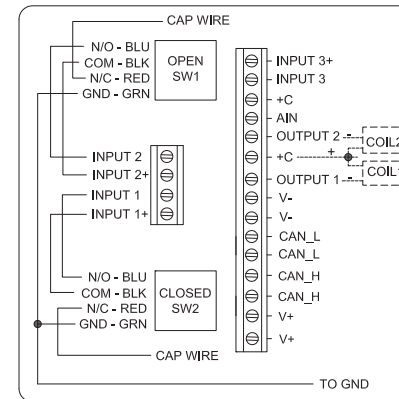 CAP WIRE
N/O - BLU
COM - BLK
N/C - RED
GND - GRN
OPEN
SW1
INPUT 2
INPUT 2+
INPUT 1
INPUT 1+
N/O - BLU
COM - BLK
N/C - RED
GND - GRN
CLOSED
SW2
CAP WIRE
TO GND
INPUT 3+
INPUT 3
+C
AIN
OUTPUT 2 -
+C +
OUTPUT 1 -
V-
V-
CAN_L
CAN_L
CAN_H
CAN_H
V+
V+
COIL2
COIL1